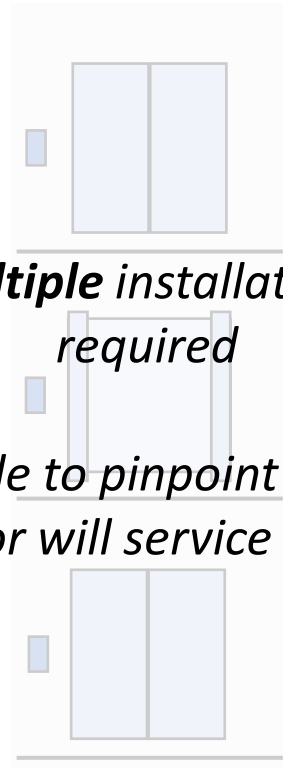 ltiple installat
required
le to pinpoint
or will service